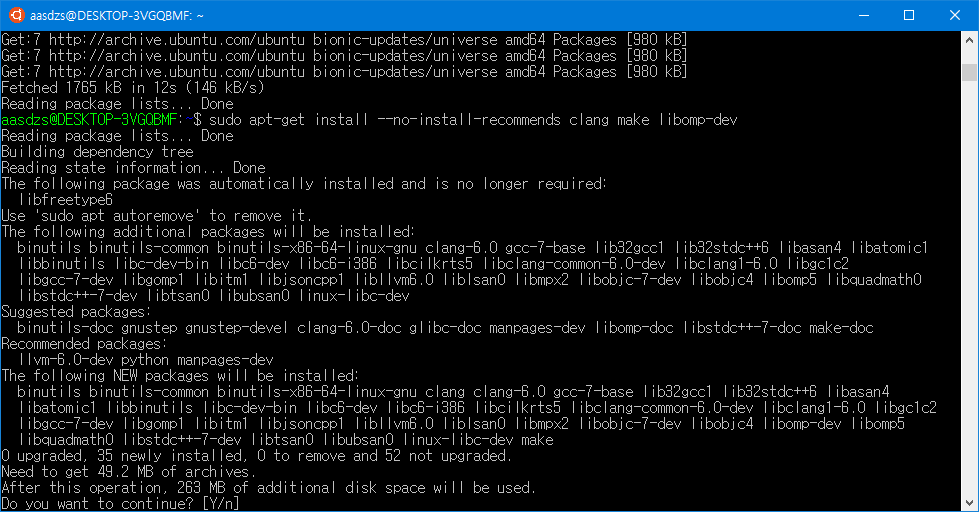 aasdzs@DESKTOP-3VGQBMF: ~
Get:7 http://archive.ubuntu.com/ubuntu bionic-updates/universe amd64 Packages [980 kB]
Get:7 http://archive.ubuntu.com/ubuntu bionic-updates/universe amd64 Packages [980 kB]
Get:7 http://archive.ubuntu.com/ubuntu bionic-updates/universe amd64 Packages [980 kB]
Fetched 1765 kB in 12s (146 kB/s)
Reading package lists... Done
aasdzs@DESKTOP-3VGQBMF:~$ sudo apt-get install --no-install-recommends clang make libomp-dev
Reading package lists... Done
Building dependency tree
Reading state information... Done
The following package was automatically installed and is no longer required:
  libfreetype6
Use 'sudo apt autoremove' to remove it.
The following additional packages will be installed:
  binutils binutils-common binutils-x86-64-linux-gnu clang-6.0 gcc-7-base lib32gcc1 lib32stdc++6 libasan4 libatomic1
  libbinutils libc-dev-bin libc6-dev libc6-i386 libcilkrts5 libclang-common-6.0-dev libclang1-6.0 libgc1c2
  libgcc-7-dev libgomp1 libitm1 libjsoncpp1 libllvm6.0 liblsan0 libmpx2 libobjc-7-dev libobjc4 libomp5 libquadmath0
  libstdc++-7-dev libtsan0 libubsan0 linux-libc-dev
Suggested packages:
  binutils-doc gnustep gnustep-devel clang-6.0-doc glibc-doc manpages-dev libomp-doc libstdc++-7-doc make-doc
Recommended packages:
  llvm-6.0-dev python manpages-dev
The following NEW packages will be installed:
  binutils binutils-common binutils-x86-64-linux-gnu clang clang-6.0 gcc-7-base lib32gcc1 lib32stdc++6 libasan4
  libatomic1 libbinutils libc-dev-bin libc6-dev libc6-i386 libcilkrts5 libclang-common-6.0-dev libclang1-6.0 libgc1c2
  libgcc-7-dev libgomp1 libitm1 libjsoncpp1 libllvm6.0 liblsan0 libmpx2 libobjc-7-dev libobjc4 libomp-dev libomp5
  libquadmath0 libstdc++-7-dev libtsan0 libubsan0 linux-libc-dev make
0 upgraded, 35 newly installed, 0 to remove and 52 not upgraded.
Need to get 49.2 MB of archives.
After this operation, 263 MB of additional disk space will be used.
Do you want to continue? [Y/n]